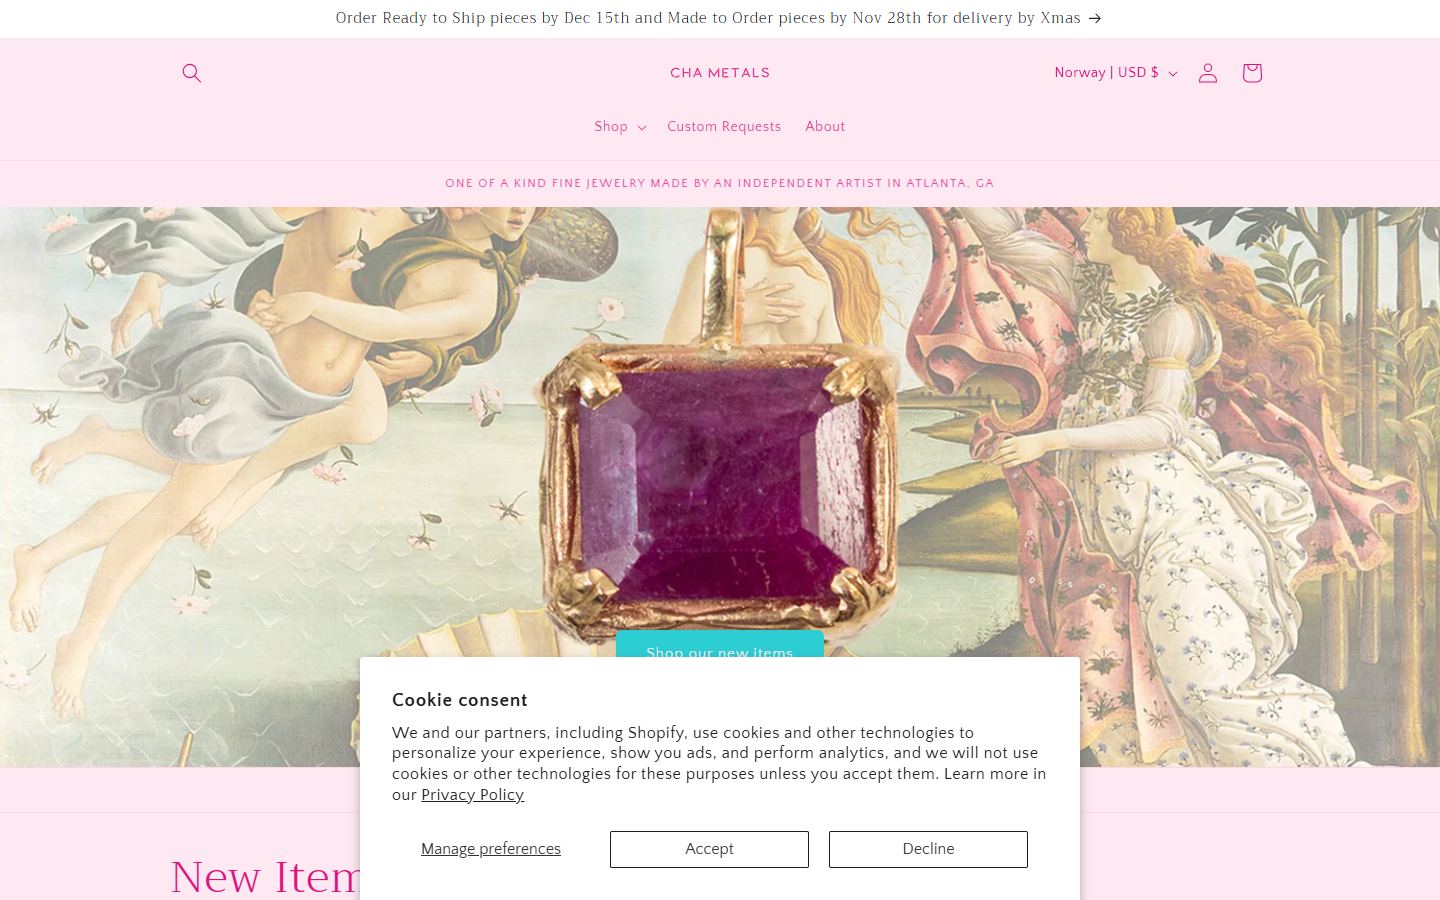 Order Ready to Ship pieces by Dec 15th and Made to Order pieces by Nov 28th for delivery by Xmas
CHA METALS
Norway | USD $
Shop
Custom Requests
About
ONE OF A KIND FINE JEWELRY MADE BY AN INDEPENDENT ARTIST IN ATLANTA, GA
Shop our new items
Cookie consent
We and our partners, including Shopify, use cookies and other technologies to
personalize your experience, show you ads, and perform analytics, and we will not use
cookies or other technologies for these purposes unless you accept them. Learn more in
our Privacy Policy
Manage preferences
Accept
Decline
New Item